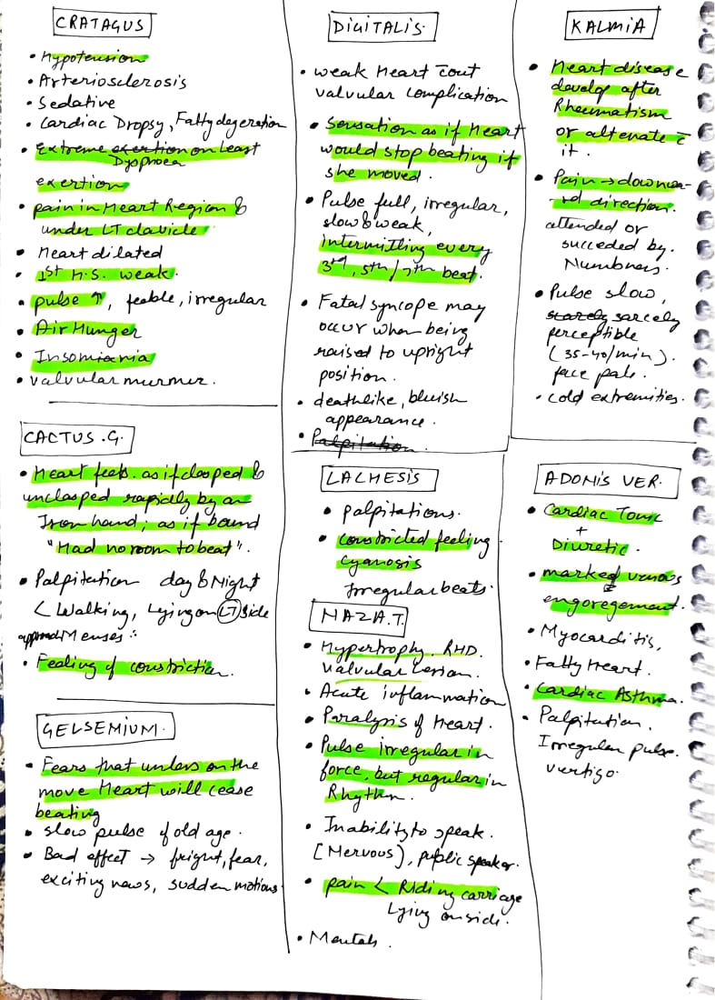 CRATAGUS
• Hypotension
• Arteriosclerosis
• Sedative
• Cardiac Dropsy, Fatty degeration
• Extreme exertion on Least
Dyspnoea
exertion
• pain in Heart Region &
under LT clavicle
• Heart dilated
• 1st H.S. weak.
• pulse ↑, feable, irregular
• Air Hunger
• Insomiania
• valvular murmer.
CACTUS .G.
• Heart feels. as if clasped &
unclasped rapidly by an
Iron hand; as if bound
"Had no room to beat".
• Palpitation day & Night
< Walking, Lying on LT side
approach Menses :.
• Feeling of constriction.
GELSEMIUM.
• Fears that unless on the
move Heart will cease
beating
• slow pulse of old age.
• Bad effect → fright, fear,
exciting news, sudden motions
DIGITALIS.
• weak Heart c̄out
valvular complication
• Sensation as if Heart
would stop beating if
she moved.
• Pulse full, irregular,
slow & weak,
intermitting every
3rd, 5th / 7th beat.
• Fatal syncope may
occur when being
raised to upright
position.
• deathlike, bluish
appearance.
• Palpitation.
LACHESIS
• palpitations.
• constricted feeling
cyanosis
Irregular beats.
NAZA.T.
• Hypertrophy. RHD.
valvular Lesion.
• Acute inflammation
• Paralysis of Heart.
• Pulse irregular in
force, but regular in
Rhythm.
• Inability to speak.
[Nervous), public speaker.
• pain < Riding carriage
Lying on side.
• Mentals.
KALMIA
• Heart disease
develop after
Rheumatism
or altenate c̄
it.
• Pain → downwa-
-rd direction.
attended or
succeded by.
Numbness.
• Pulse slow,
sarcely
perceptible
(35-40/min).
face pale.
• cold extremities.
ADONIS VER.
• Cardiac Tonic
+
Diuretic.
• marked venous
engoregement.
• Myocarditis,
• Fatty Heart.
• Cardiac Asthma.
• Palpitation.
Irregular pulse.
vertigo.